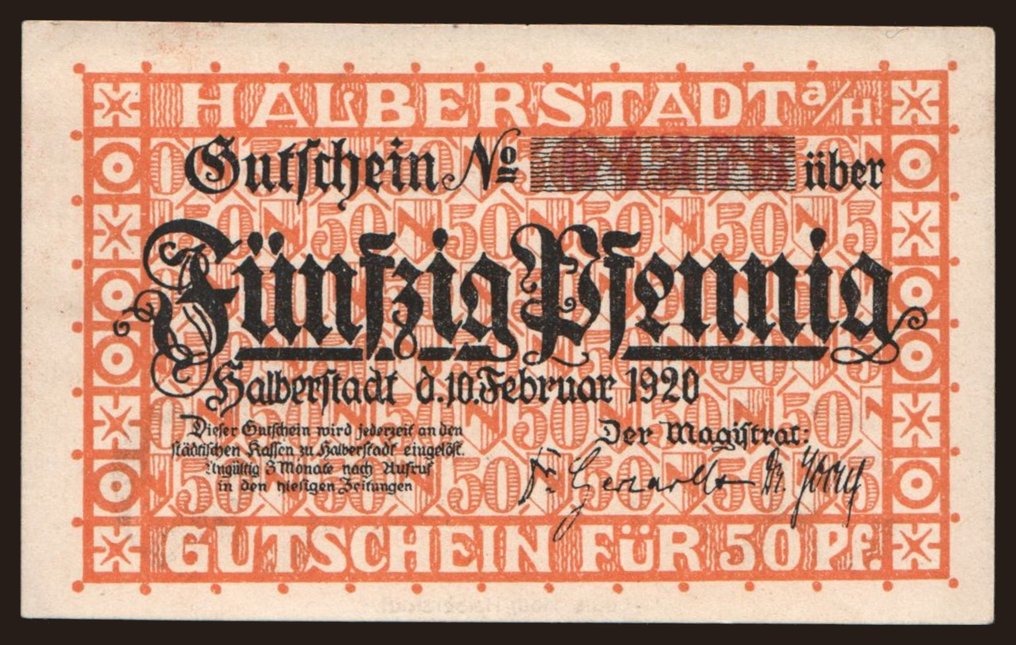 HALBERSTADT a/H.
Gutschein No über
Fünfzig Pfennig
Halberstadt d. 10. Februar 1920
Dieser Gutschein wird jederzeit an den
städtischen Kassen zu Halberstadt eingelöst.
Ungültig 3 Monate nach Aufruf
in den hiesigen Zeitungen
Der Magistrat:
GUTSCHEIN FÜR 50 Pf.